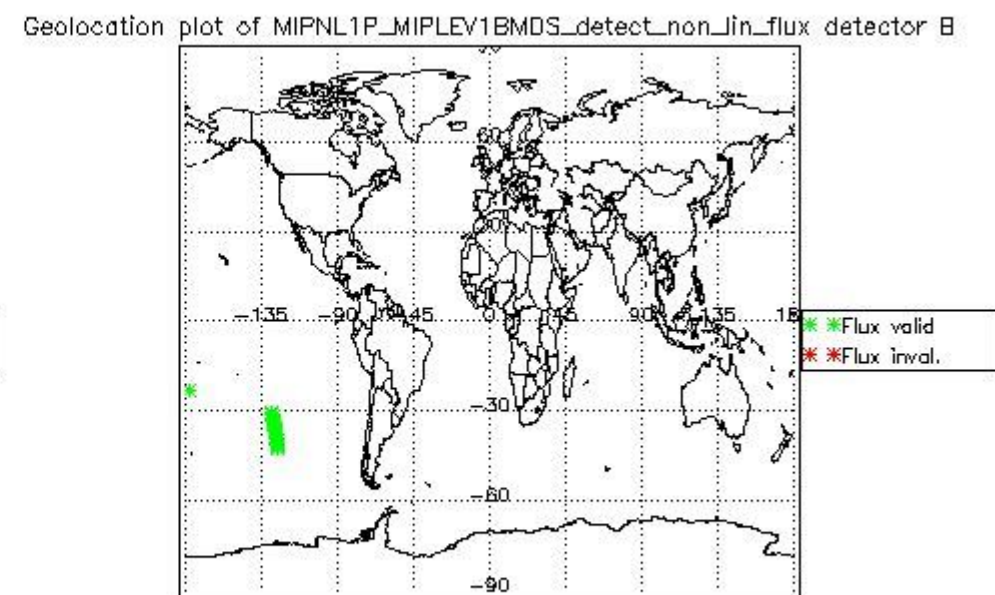 Geolocation plot of MIPNL1P_MIPLEV1BMDS_detect_non_lin_flux detector B
60
-135 -90 -45 0 45 90 135 18
* *Flux valid
* *Flux inval.
-30
-60
-90